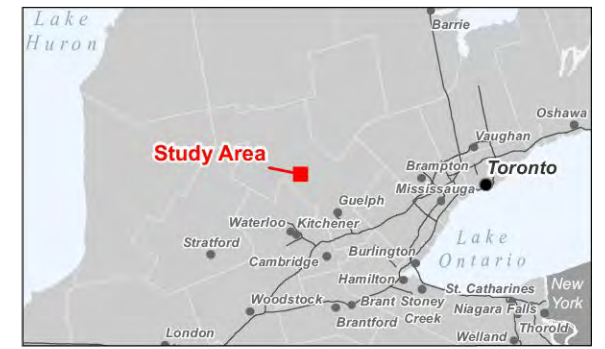 Lake
Huron
Barrie
Oshawa
Vaughan
Study Area
Brampton
Toronto
Mississauga
Guelph
Waterloo
Kitchener
Stratford
Lake
Ontario
Cambridge
Burlington
Hamilton
St. Catharines
New
York
Woodstock
Brant
Stoney
Creek
Niagara Falls
Brantford
Thorold
London
Welland